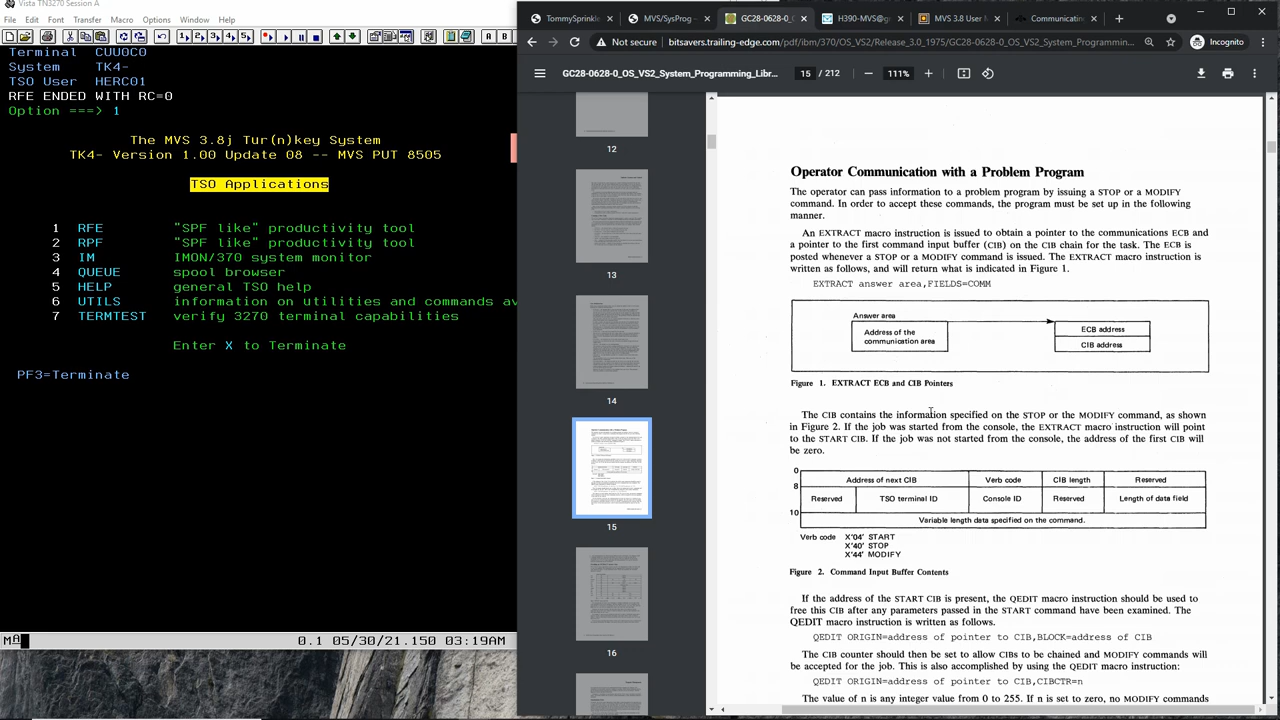 Vista TN3270 Session A
File Edit Font Transfer Macro Options Window Help
Terminal CUU0C0
System TK4-
TSO User HERC01
RFE ENDED WITH RC=0
Option ===> 1
The MVS 3.8j Tur(n)key System
TK4- Version 1.00 Update 08 -- MVS PUT 8505
TSO Applications
1 RFE "SPF like" productivity tool
2 RPF "SPF like" productivity tool
3 IM IMON/370 system monitor
4 QUEUE spool browser
5 HELP general TSO help
6 UTILS information on utilities and commands av
7 TERMTEST verify 3270 terminal capabilities
Enter X to Terminate
PF3=Terminate
MA 0.1 05/30/21.150 03:19AM
TommySprinkle
MVS/SysProg –
GC28-0628-0_
H390-MVS@gr
MVS 3.8 User M
Communicatin
Not secure bitsavers.trailing-edge.com/pdf/ibm/370/OS_VS2/Release_3.0_1975/GC28-0628-0_OS_VS2_System_Programmin... Incognito
GC28-0628-0_OS_VS2_System_Programming_Libr... 15 / 212 111%
12
13
14
15
16
Operator Communication with a Problem Program
The operator can pass information to a problem program by issuing a STOP or a MODIFY
command. In order to accept these commands, the program must be set up in the following
manner.
An EXTRACT macro instruction is issued to obtain a pointer to the communications ECB and
a pointer to the first command input buffer (CIB) on the CIB chain for the task. The ECB is
posted whenever a STOP or a MODIFY command is issued. The EXTRACT macro instruction is
written as follows, and will return what is indicated in Figure 1.
EXTRACT answer area,FIELDS=COMM
Answer area
Address of the
communication area
ECB address
CIB address
Figure 1. EXTRACT ECB and CIB Pointers
The CIB contains the information specified on the STOP or the MODIFY command, as shown
in Figure 2. If the job was started from the console, the EXTRACT macro instruction will point
to the START CIB. If the job was not started from the console, the address of the first CIB will
be zero.
0 Address of next CIB Verb code CIB length Reserved
8 Reserved TSO terminal ID Console ID Reserved Length of data field
10 Variable length data specified on the command.
Verb code X'04' START
X'40' STOP
X'44' MODIFY
Figure 2. Command Input Buffer Contents
If the address of the START CIB is present, the QEDIT macro instruction should be used to
free this CIB after any parameters passed in the START command have been examined. The
QEDIT macro instruction is written as follows.
QEDIT ORIGIN=address of pointer to CIB,BLOCK=address of CIB
The CIB counter should then be set to allow CIBs to be chained and MODIFY commands will
be accepted for the job. This is also accomplished by using the QEDIT macro instruction:
QEDIT ORIGIN=address of pointer to CIB,CIBCTR=n
The value of n is any integer value from 0 to 255. If n is set to zero, no MODIFY commands